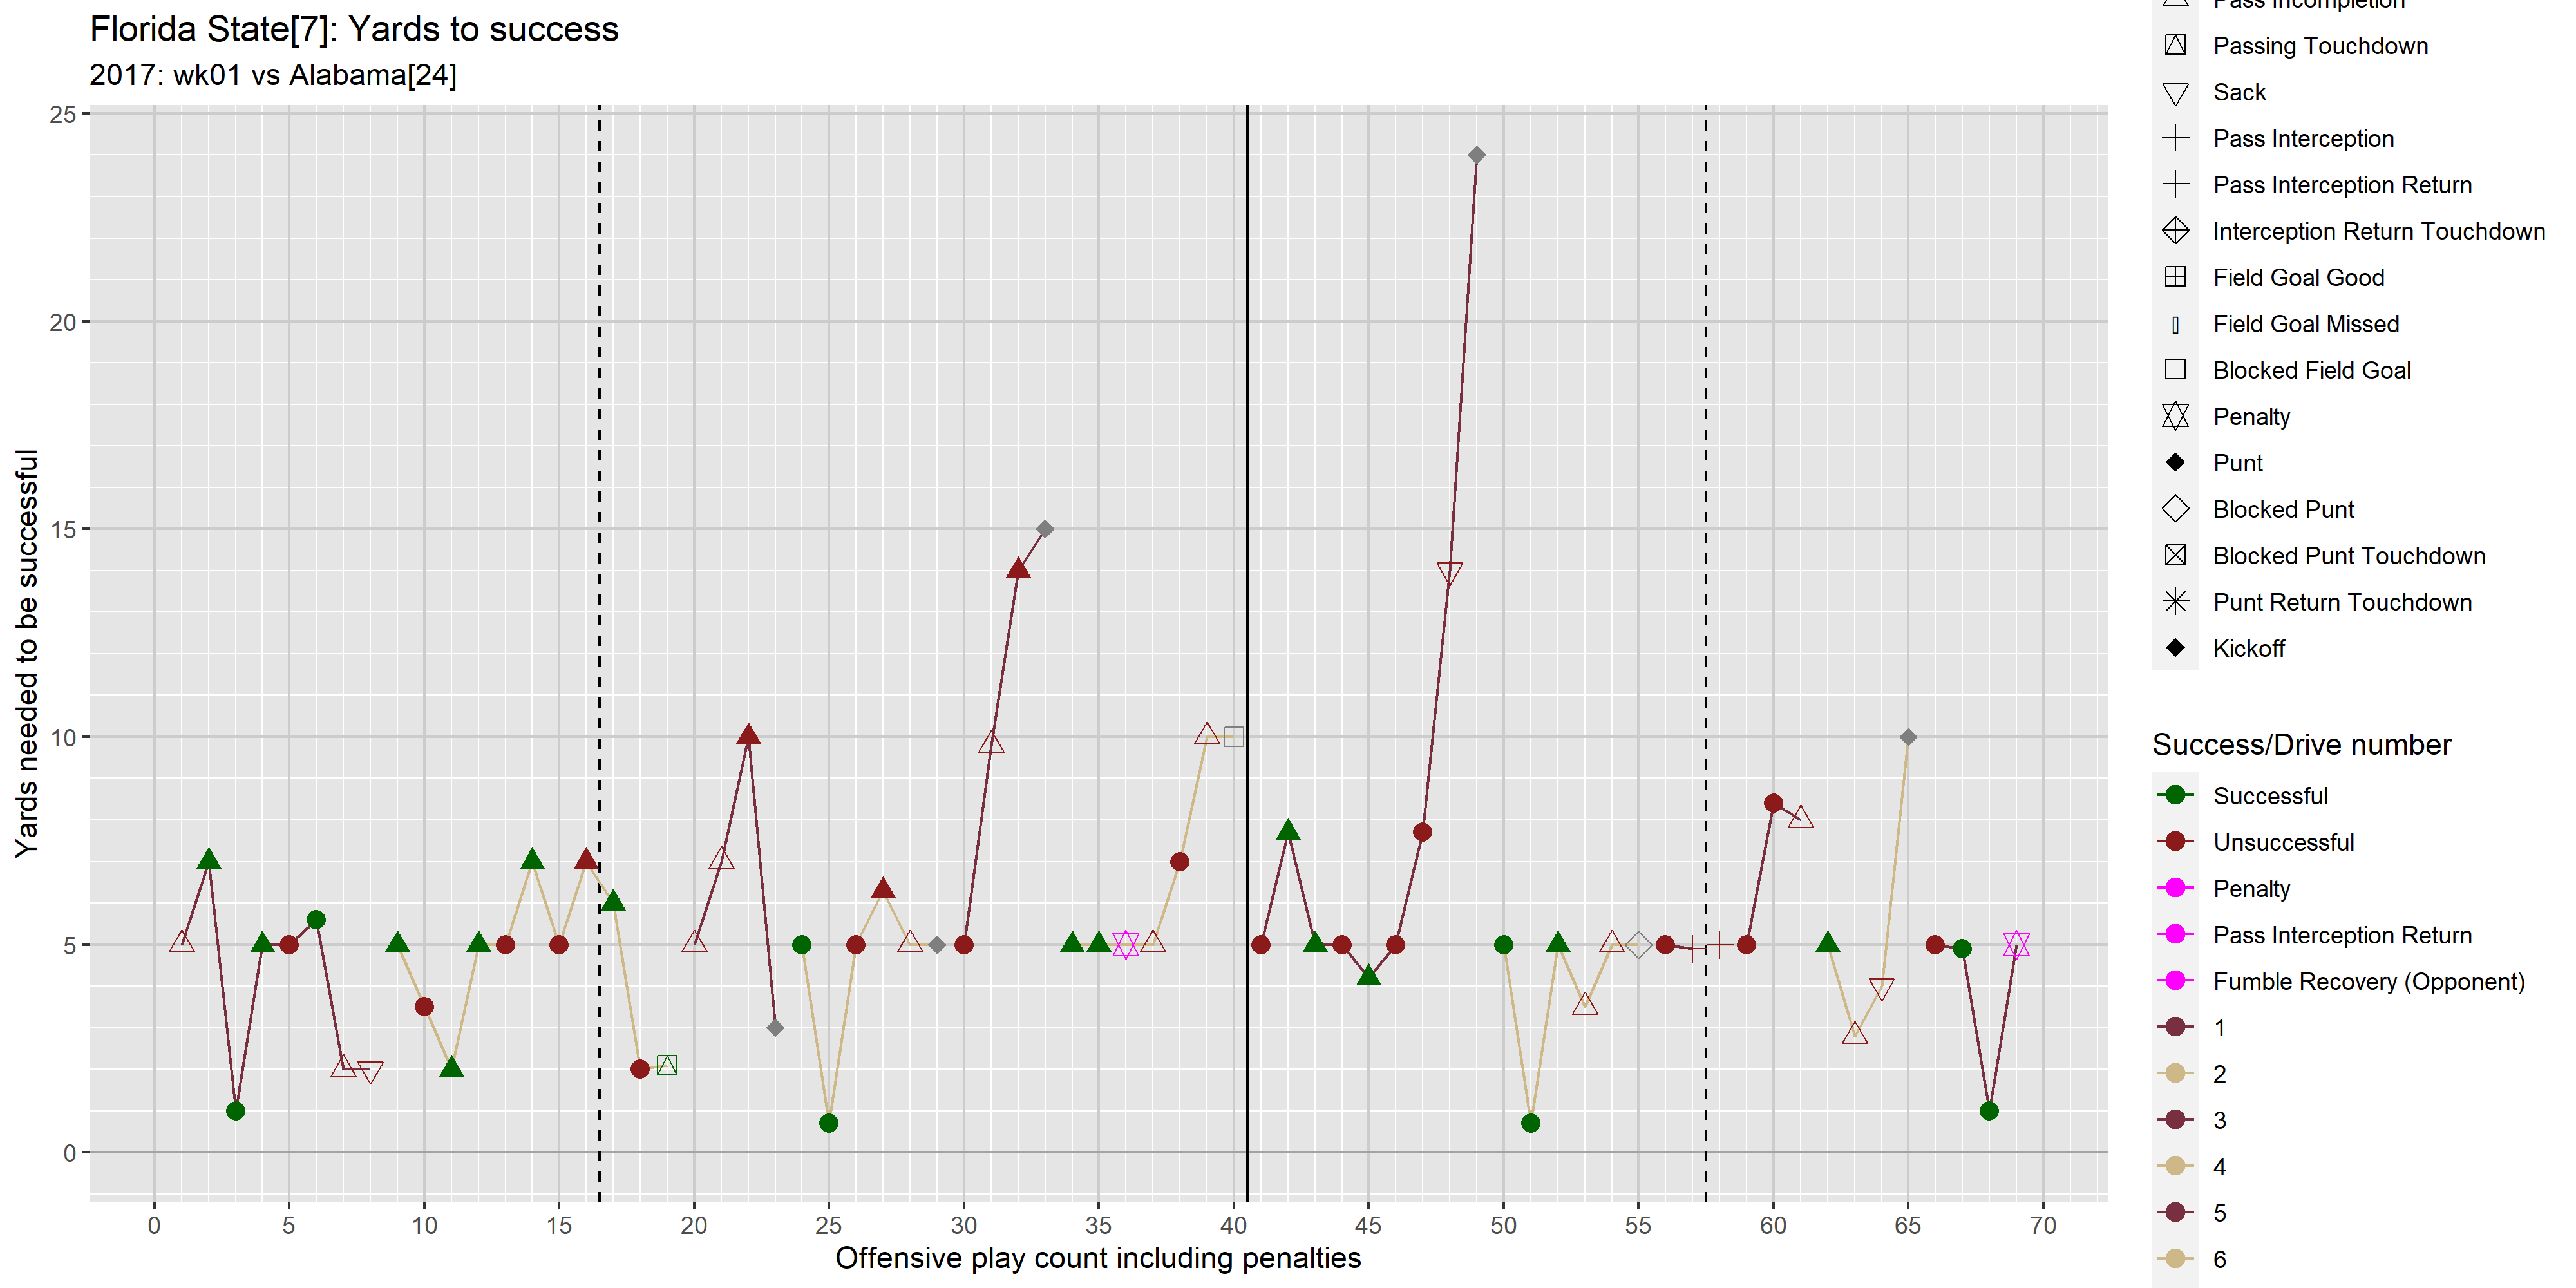 Florida State[7]: Yards to success
2017: wk01 vs Alabama[24]
25
20
15
10
5
0
Yards needed to be successful
0 5 10 15 20 25 30 35 40 45 50 55 60 65 70
Offensive play count including penalties
Pass Incompletion
Passing Touchdown
Sack
Pass Interception
Pass Interception Return
Interception Return Touchdown
Field Goal Good
Field Goal Missed
Blocked Field Goal
Penalty
Punt
Blocked Punt
Blocked Punt Touchdown
Punt Return Touchdown
Kickoff
Success/Drive number
Successful
Unsuccessful
Penalty
Pass Interception Return
Fumble Recovery (Opponent)
1
2
3
4
5
6